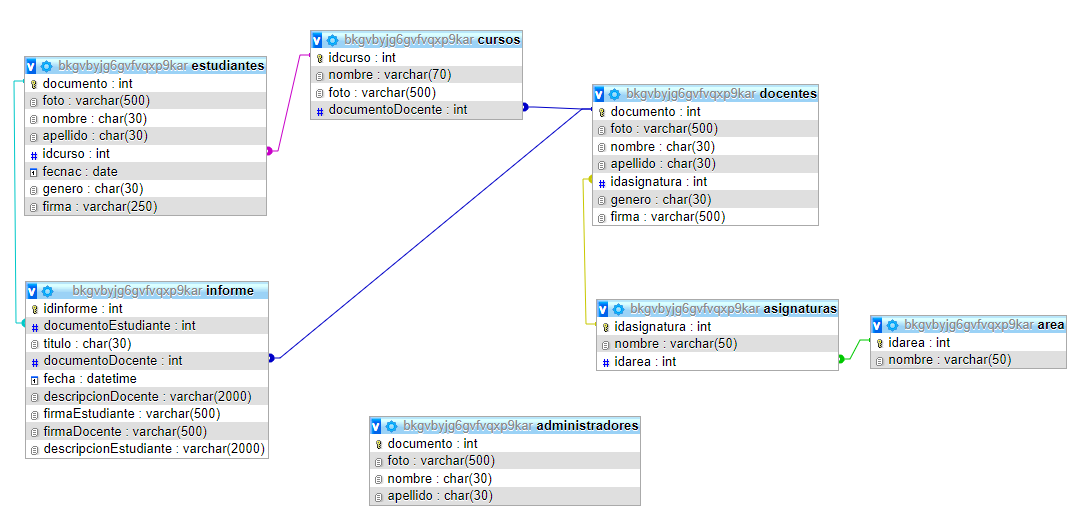 bkgvbyjg6gvfvqxp9kar cursos
idcurso : int
nombre : varchar(70)
foto : varchar(500)
documentoDocente : int
bkgvbyjg6gvfvqxp9kar estudiantes
documento : int
foto : varchar(500)
nombre : char(30)
apellido : char(30)
idcurso : int
fecnac : date
genero : char(30)
firma : varchar(250)
bkgvbyjg6gvfvqxp9kar docentes
documento : int
foto : varchar(500)
nombre : char(30)
apellido : char(30)
idasignatura : int
genero : char(30)
firma : varchar(500)
bkgvbyjg6gvfvqxp9kar informe
idinforme : int
documentoEstudiante : int
titulo : char(30)
documentoDocente : int
fecha : datetime
descripcionDocente : varchar(2000)
firmaEstudiante : varchar(500)
firmaDocente : varchar(500)
descripcionEstudiante : varchar(2000)
bkgvbyjg6gvfvqxp9kar asignaturas
idasignatura : int
nombre : varchar(50)
idarea : int
bkgvbyjg6gvfvqxp9kar area
idarea : int
nombre : varchar(50)
bkgvbyjg6gvfvqxp9kar administradores
documento : int
foto : varchar(500)
nombre : char(30)
apellido : char(30)